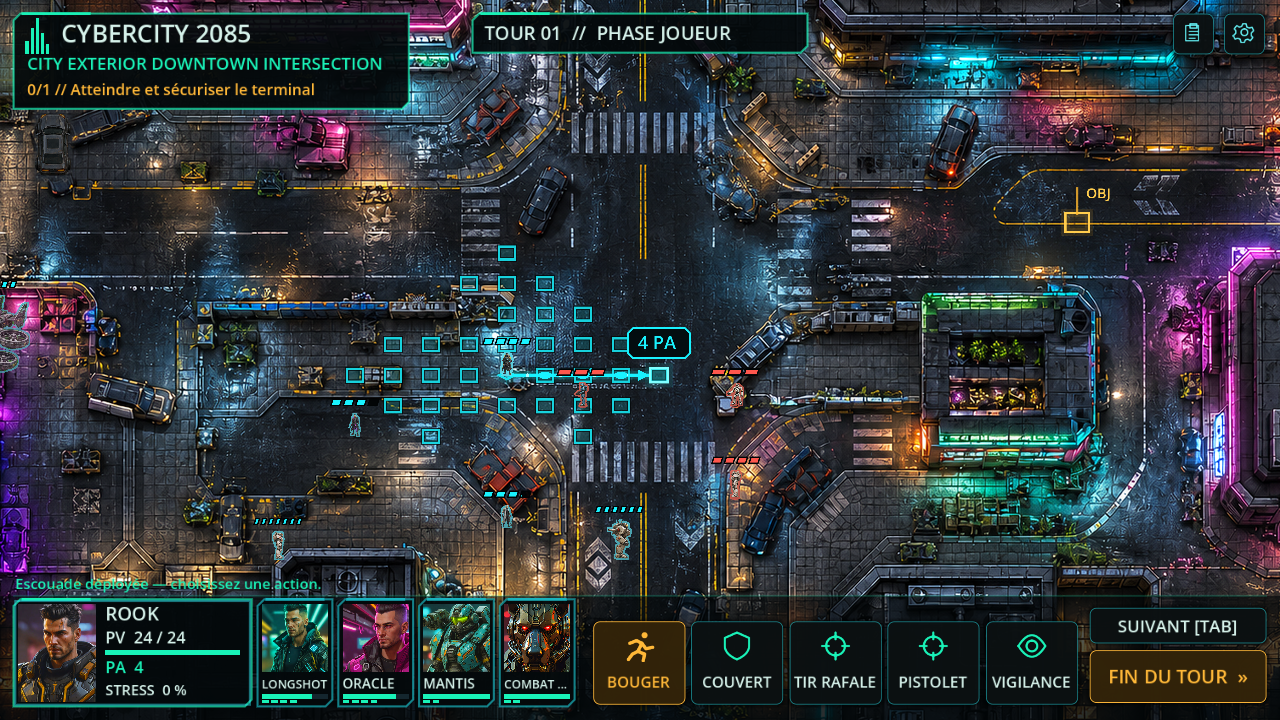 CYBERCITY 2085
CITY EXTERIOR DOWNTOWN INTERSECTION
0/1 // Atteindre et sécuriser le terminal
TOUR 01 // PHASE JOUEUR
OBJ
4 PA
Escouade déployée — choisissez une action.
ROOK
PV 24 / 24
PA 4
STRESS 0 %
LONGSHOT
ORACLE
MANTIS
COMBAT ...
BOUGER
COUVERT
TIR RAFALE
PISTOLET
VIGILANCE
SUIVANT [TAB]
FIN DU TOUR »